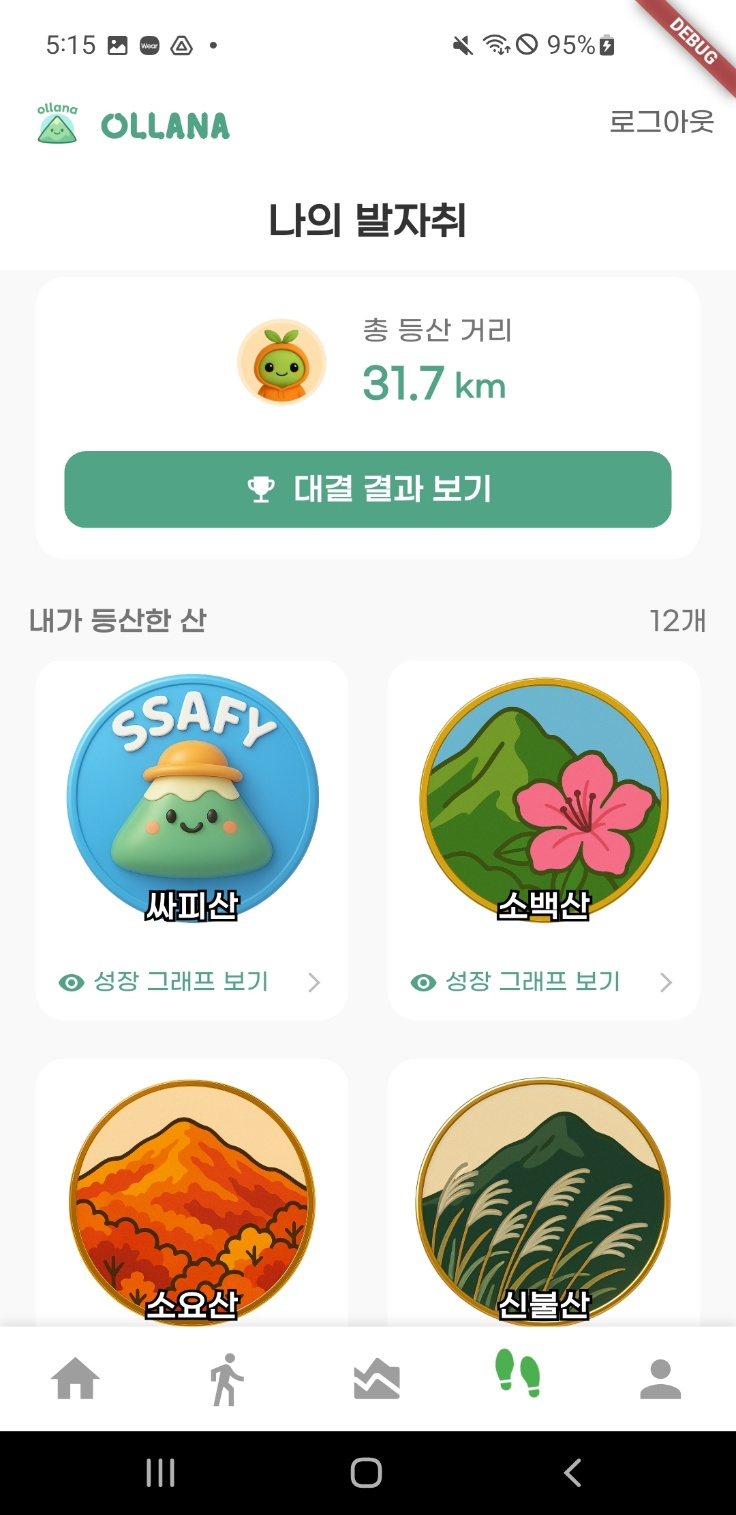 5:15
Wear
95%
DEBUG
ollana
OLLANA
로그아웃
나의 발자취
총 등산 거리
31.7 km
대결 결과 보기
내가 등산한 산
12개
SSAFY
싸피산
소백산
성장 그래프 보기
성장 그래프 보기
소요산
신불산